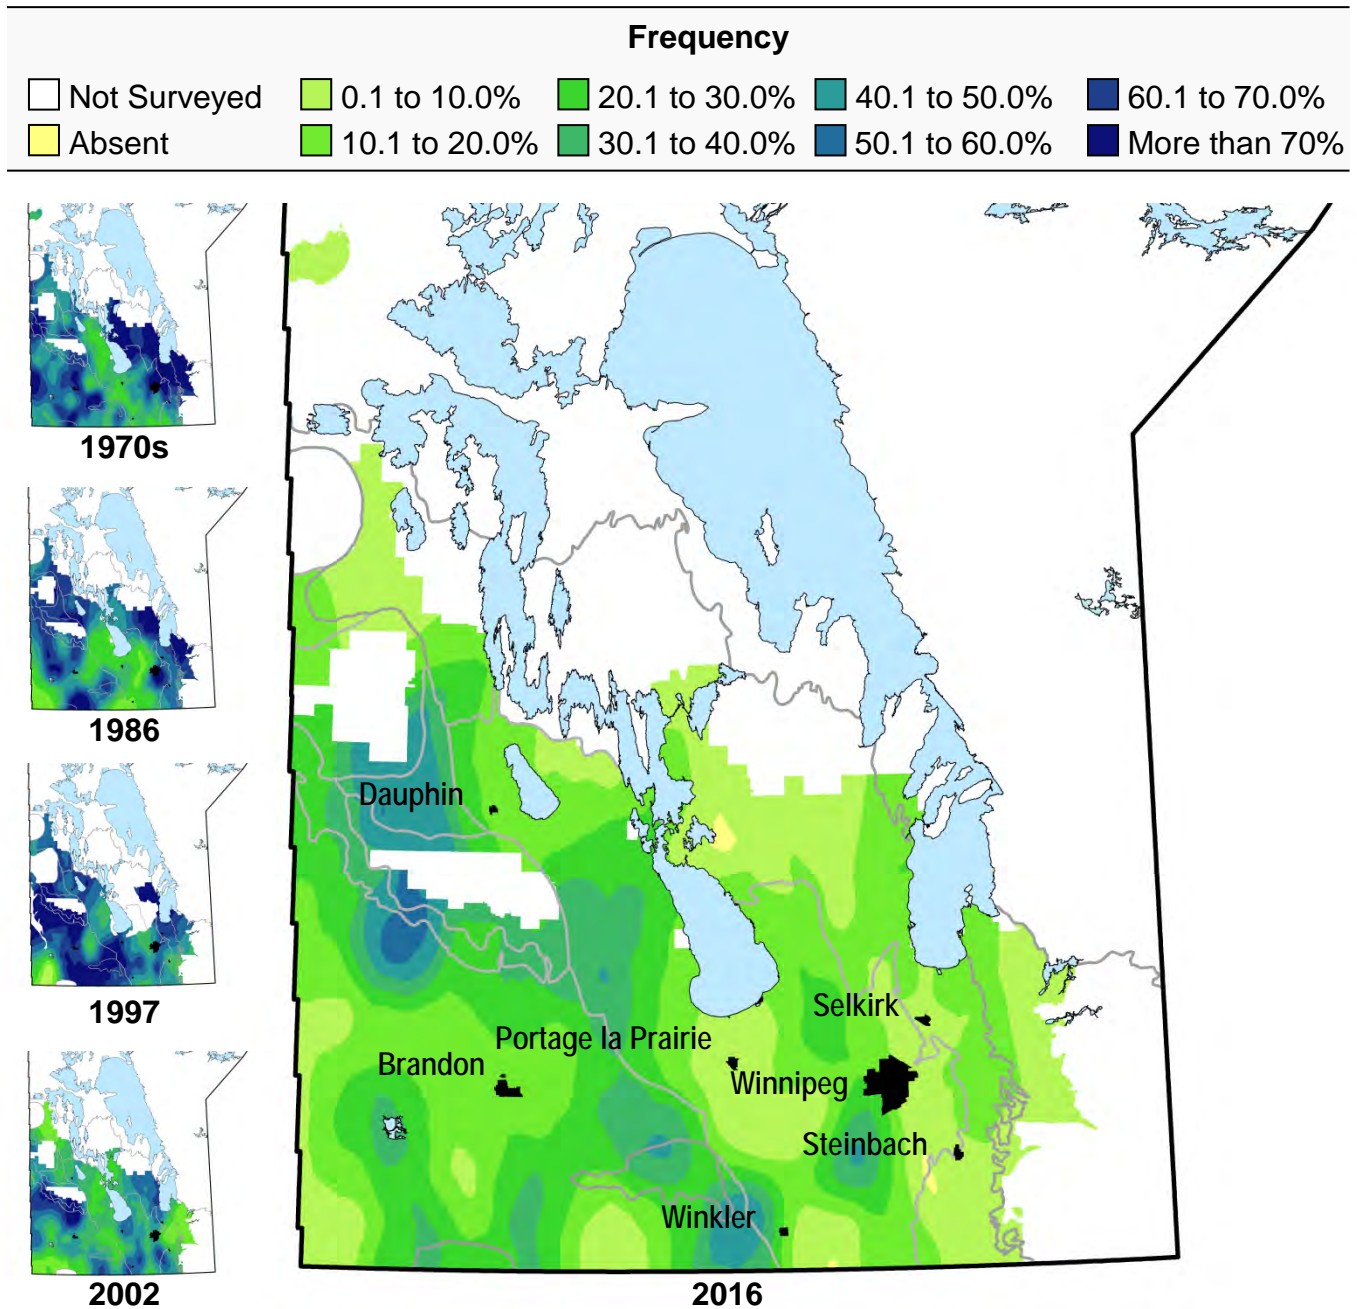 Frequency
Not Surveyed 0.1 to 10.0% 20.1 to 30.0% 40.1 to 50.0% 60.1 to 70.0%
Absent 10.1 to 20.0% 30.1 to 40.0% 50.1 to 60.0% More than 70%
1970s
1986
1997
2002
Dauphin
Selkirk
Portage la Prairie
Brandon
Winnipeg
Steinbach
Winkler
2016